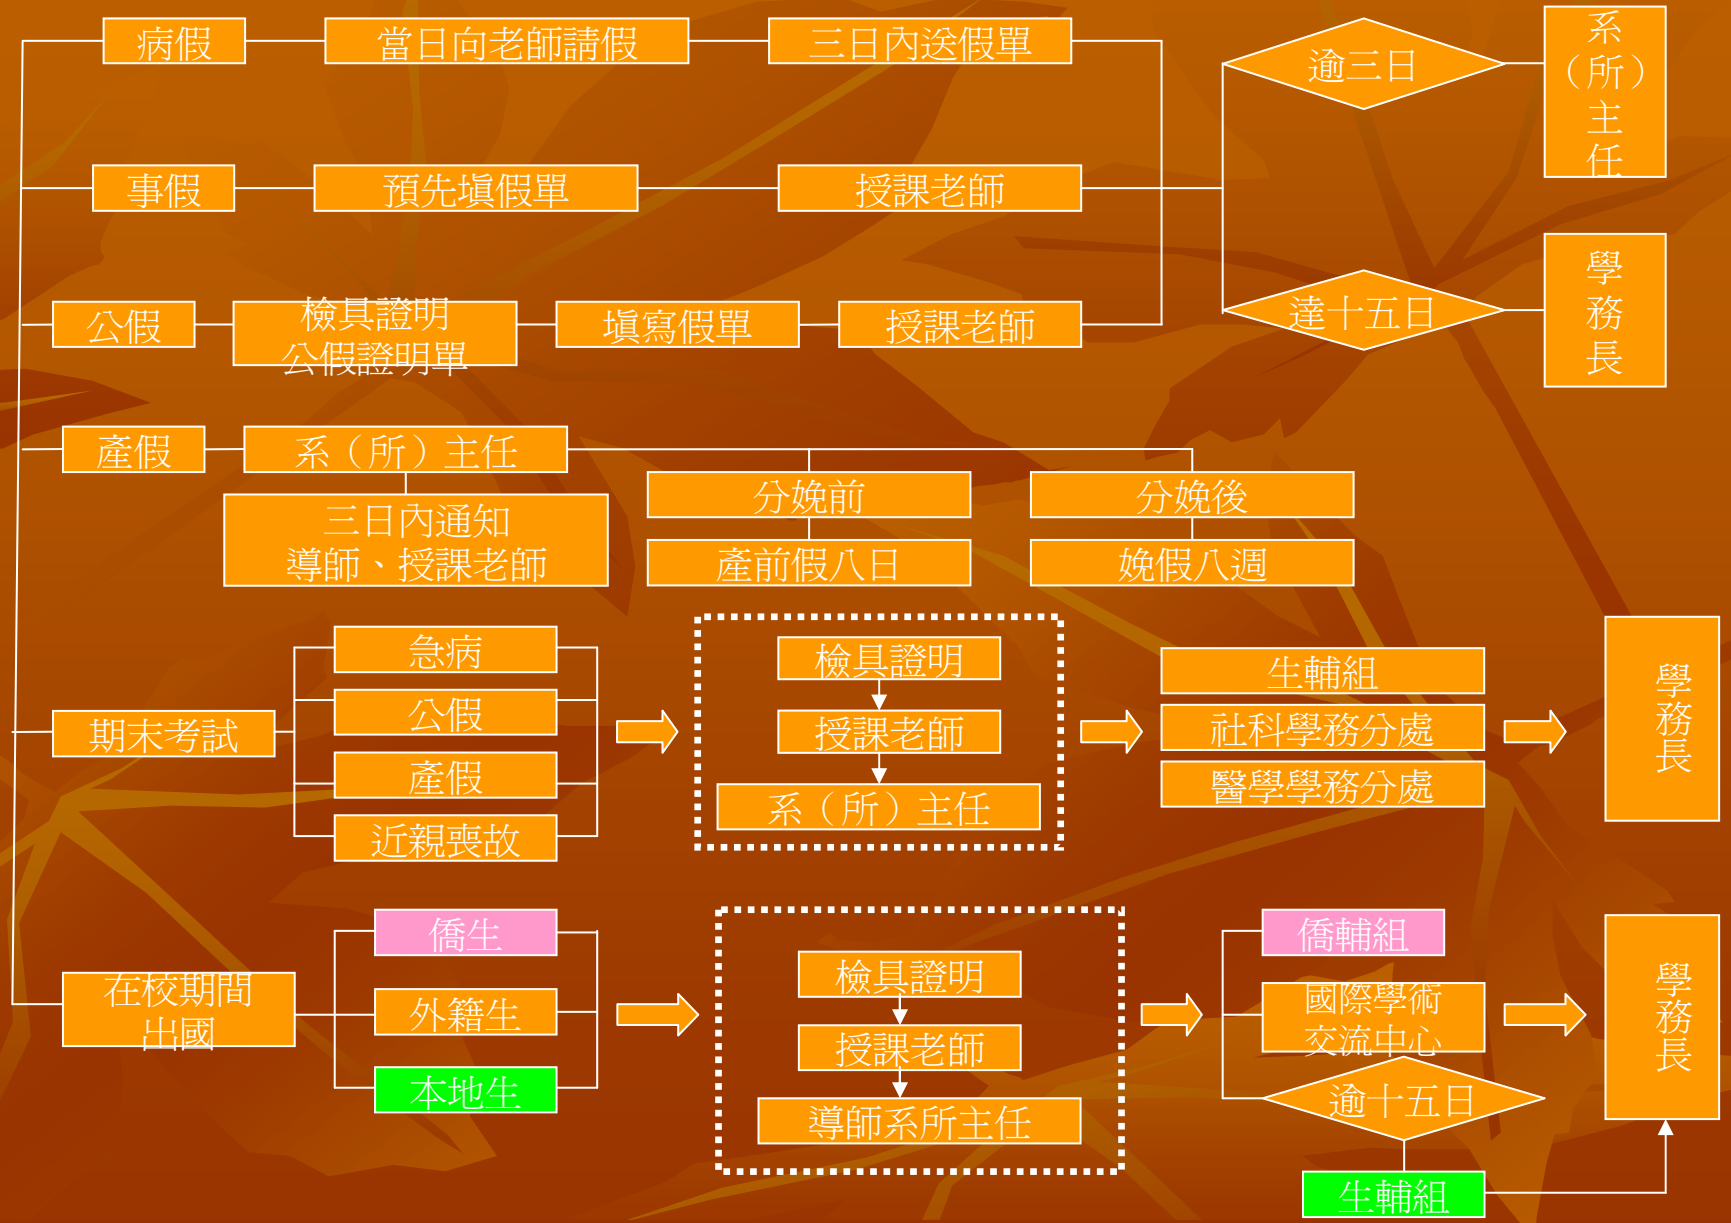 病假
當日向老師請假
三日內送假單
逾三日
系
（所）
主
任
事假
預先填假單
授課老師
公假
檢具證明
公假證明單
填寫假單
授課老師
達十五日
學
務
長
產假
系（所）主任
三日內通知
導師、授課老師
分娩前
產前假八日
分娩後
娩假八週
期末考試
急病
公假
產假
近親喪故
檢具證明
授課老師
系（所）主任
生輔組
社科學務分處
醫學學務分處
學務長
在校期間
出國
僑生
外籍生
本地生
檢具證明
授課老師
導師系所主任
僑輔組
國際學術
交流中心
逾十五日
生輔組
學務長